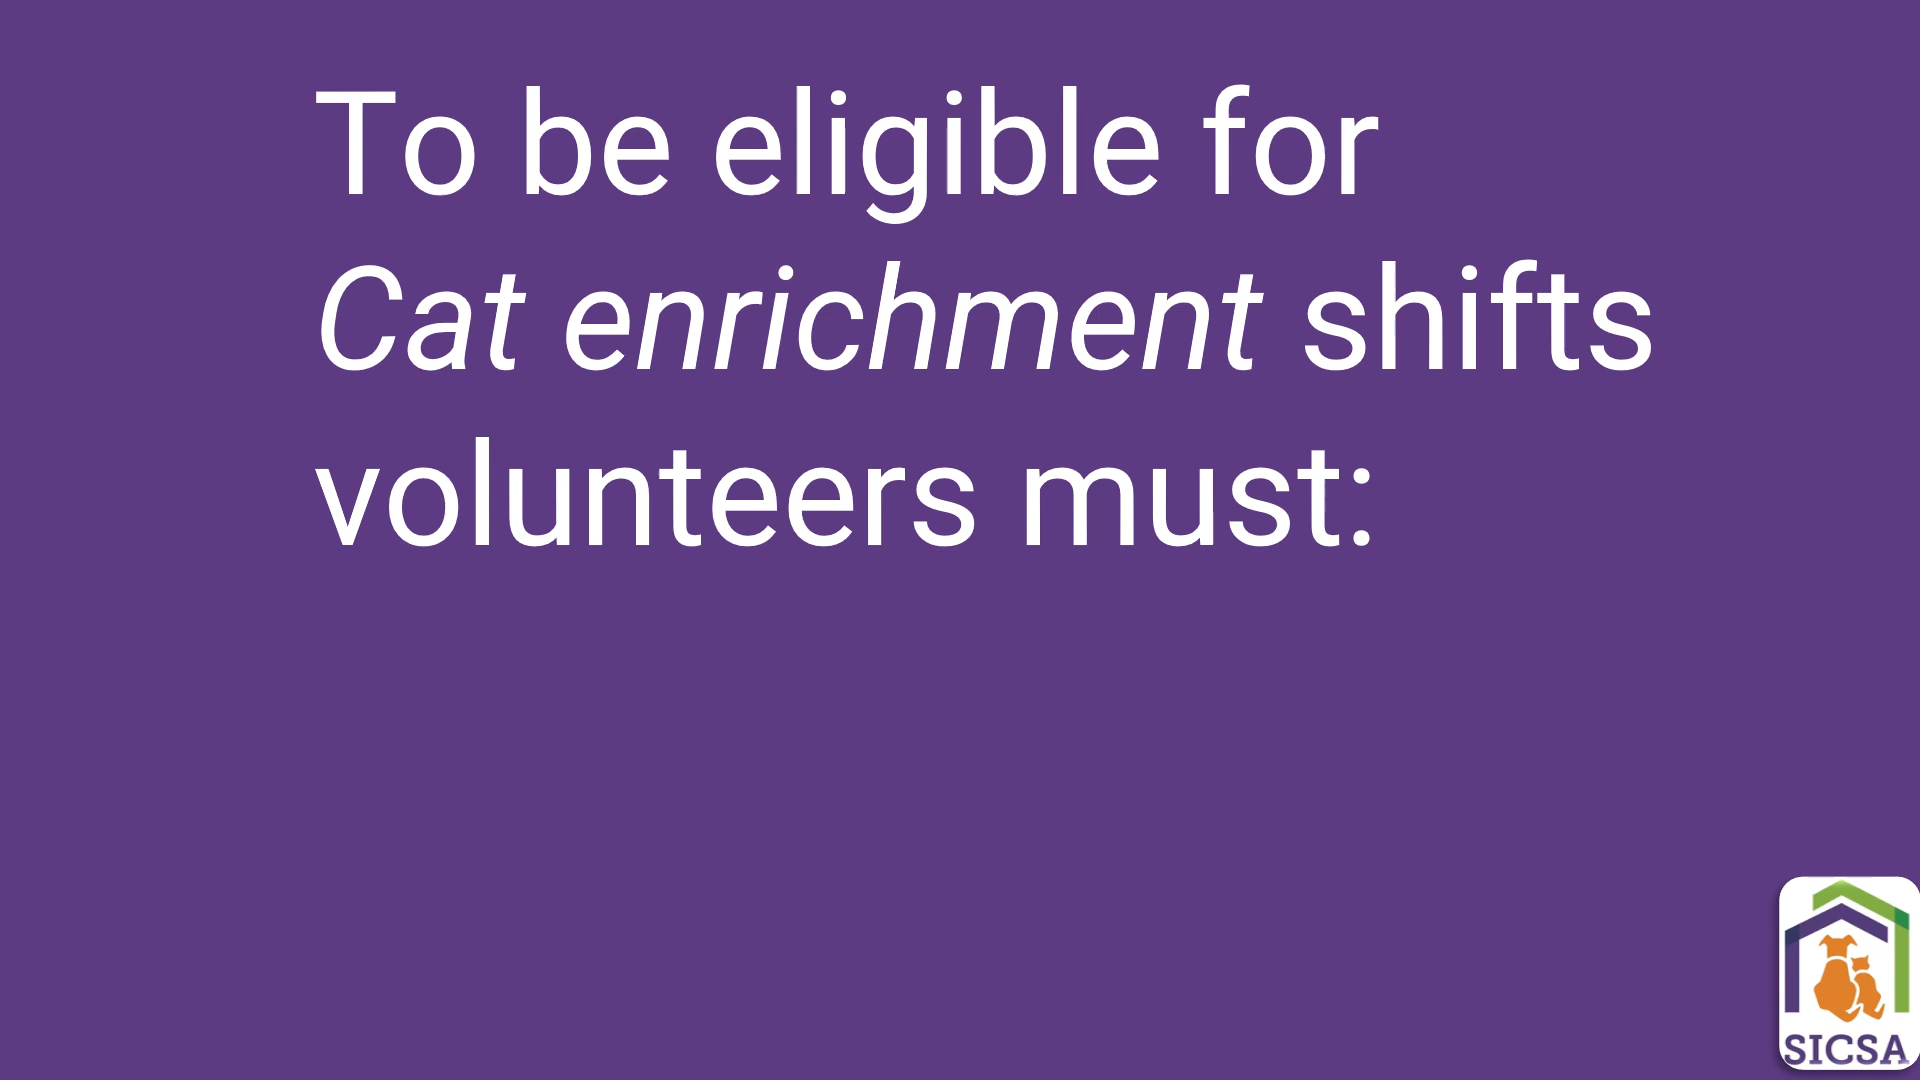 To be eligible for
Cat enrichment shifts
volunteers must:
SICSA